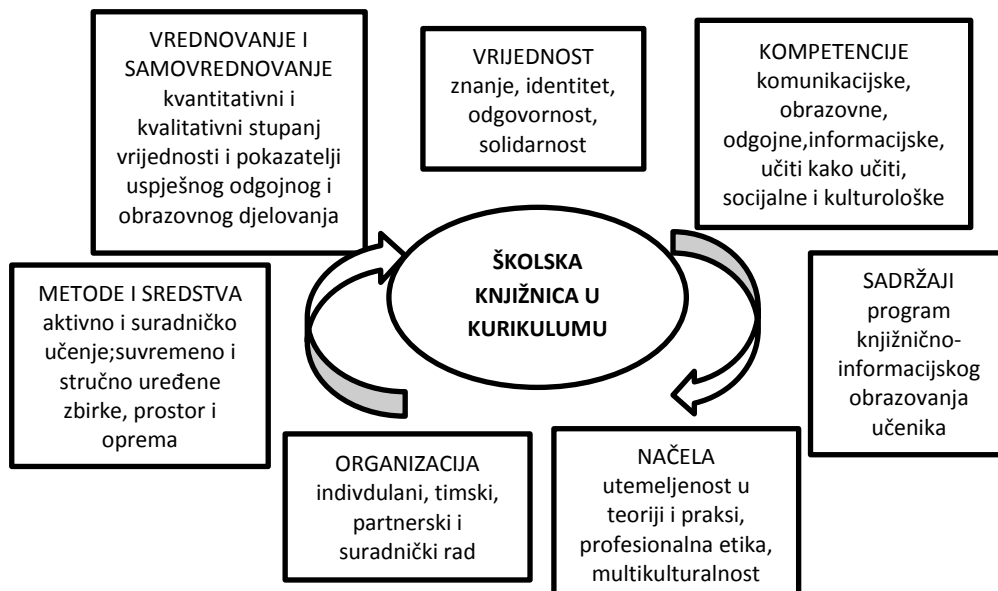 VREDNOVANJE I
SAMOVREDNOVANJE
kvantitativni i
kvalitativni stupanj
vrijednosti i pokazatelji
uspješnog odgojnog i
obrazovnog djelovanja
VRIJEDNOST
znanje, identitet,
odgovornost,
solidarnost
KOMPETENCIJE
komunikacijske,
obrazovne,
odgojne,informacijske,
učiti kako učiti,
socijalne i kulturološke
ŠKOLSKA
KNJIŽNICA U
KURIKULUMU
METODE I SREDSTVA
aktivno i suradničko
učenje;suvremeno i
stručno uređene
zbirke, prostor i
oprema
SADRŽAJI
program
knjižnično-
informacijskog
obrazovanja
učenika
ORGANIZACIJA
indivdulani, timski,
partnerski i
suradnički rad
NAČELA
utemeljenost u
teoriji i praksi,
profesionalna etika,
multikulturalnost